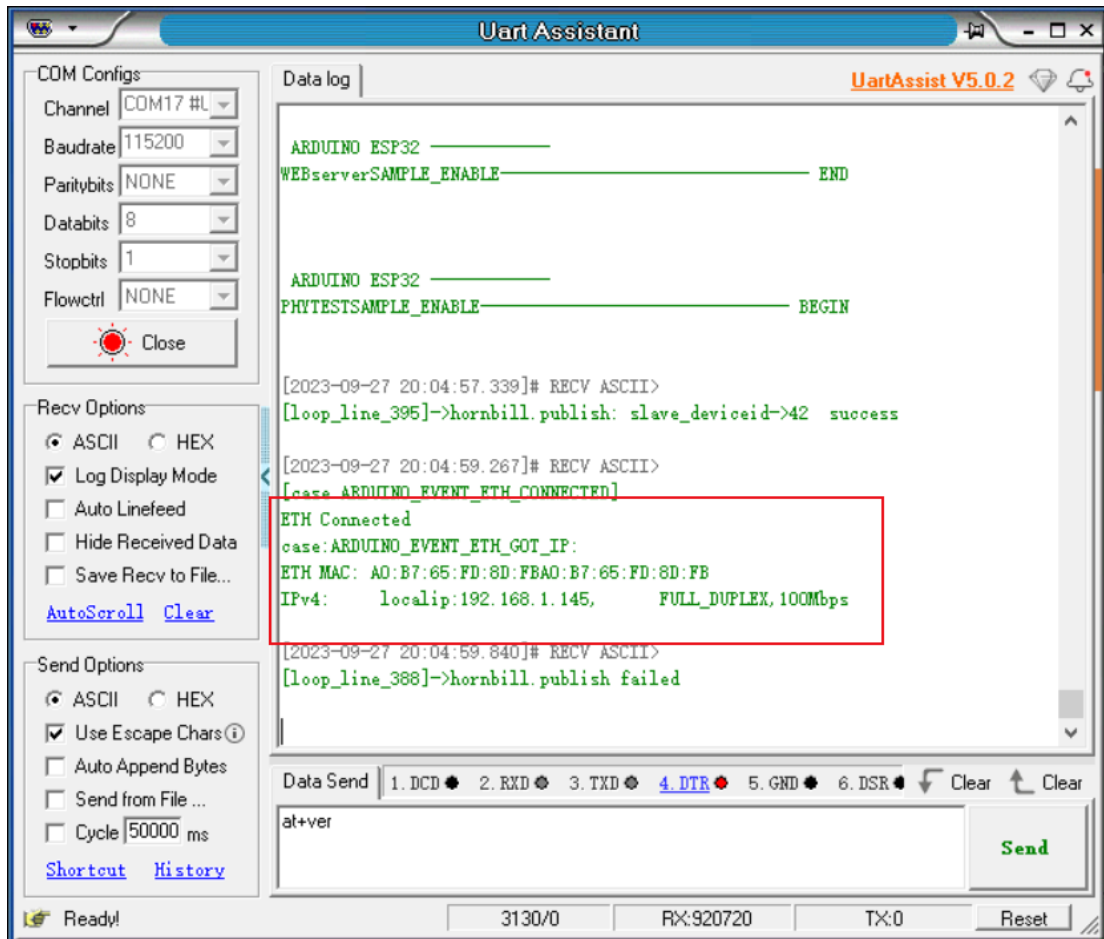 Uart Assistant
COM Configs
Channel COM17 #U
Baudrate 115200
Paritybits NONE
Databits 8
Stopbits 1
Flowctrl NONE
Close
Recv Options
ASCII HEX
Log Display Mode
Auto Linefeed
Hide Received Data
Save Recv to File...
AutoScroll Clear
Send Options
ASCII HEX
Use Escape Chars
Auto Append Bytes
Send from File ...
Cycle 50000 ms
Shortcut History
Data log
UartAssist V5.0.2
ARDUINO ESP32 ————————
WEBserverSAMPLE_ENABLE———————————————— END
ARDUINO ESP32 ————————
PHYTESTSAMPLE_ENABLE———————————————— BEGIN
[2023-09-27 20:04:57.339]# RECV ASCII>
[loop_line_395]->hornbill.publish: slave_deviceid->42 success
[2023-09-27 20:04:59.267]# RECV ASCII>
[case ARDUINO_EVENT_ETH_CONNECTED]
ETH Connected
case:ARDUINO_EVENT_ETH_GOT_IP:
ETH MAC: A0:B7:65:FD:8D:FBA0:B7:65:FD:8D:FB
IPv4: localip:192.168.1.145, FULL_DUPLEX,100Mbps
[2023-09-27 20:04:59.840]# RECV ASCII>
[loop_line_388]->hornbill.publish failed
Data Send 1. DCD 2. RXD 3. TXD 4. DTR 5. GND 6. DSR Clear Clear
at+ver
Send
Ready! 3130/0 RX:920720 TX:0 Reset